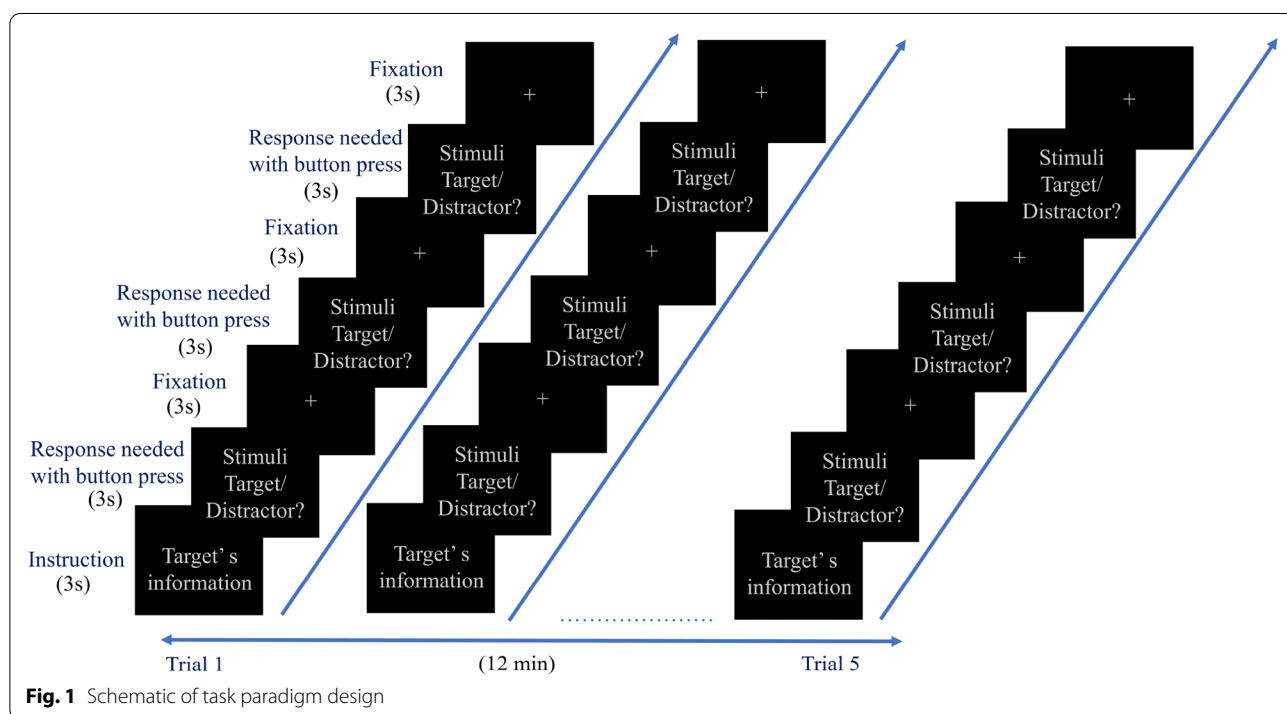 Fixation
(3s)
+
+
+
Response needed
with button press
(3s)
Stimuli
Target/
Distractor?
Stimuli
Target/
Distractor?
Stimuli
Target/
Distractor?
Fixation
(3s)
+
+
+
Response needed
with button press
(3s)
Stimuli
Target/
Distractor?
Stimuli
Target/
Distractor?
Stimuli
Target/
Distractor?
Fixation
(3s)
+
+
+
Response needed
with button press
(3s)
Stimuli
Target/
Distractor?
Stimuli
Target/
Distractor?
Stimuli
Target/
Distractor?
Instruction
(3s)
Target’ s
information
Target’ s
information
Target’ s
information
Trial 1
(12 min)
Trial 5
Fig. 1 Schematic of task paradigm design